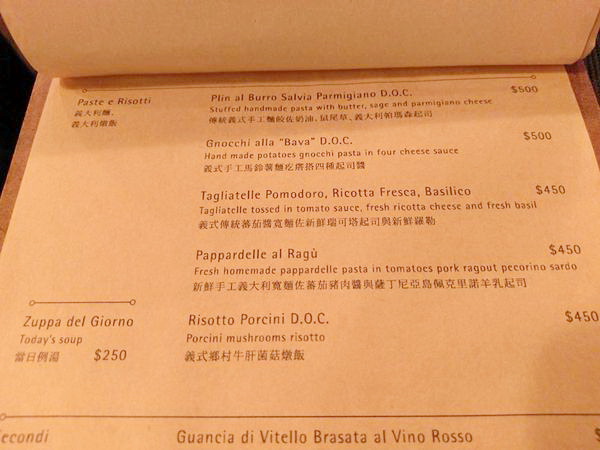 Paste e Risotti
義大利麵、
義大利燉飯
Plin al Burro Salvia Parmigiano D.O.C. $500
Stuffed handmade pasta with butter, sage and parmigiano cheese
傳統義式手工麵餃佐奶油、鼠尾草、義大利帕瑪森起司
Gnocchi alla "Bava" D.O.C. $500
Hand made potatoes gnocchi pasta in four cheese sauce
義式手工馬鈴薯麵疙瘩搭四種起司醬
Tagliatelle Pomodoro, Ricotta Fresca, Basilico $450
Tagliatelle tossed in tomato sauce, fresh ricotta cheese and fresh basil
義式傳統蕃茄醬寬麵佐新鮮瑞可塔起司與新鮮羅勒
Pappardelle al Ragù $450
Fresh homemade pappardelle pasta in tomatoes pork ragout pecorino sardo
新鮮手工義大利寬麵佐蕃茄豬肉醬與薩丁尼亞島佩克里諾羊乳起司
Zuppa del Giorno
Today's soup
當日例湯 $250
Risotto Porcini D.O.C. $450
Porcini mushrooms risotto
義式鄉村牛肝菌菇燉飯
Secondi
Guancia di Vitello Brasata al Vino Rosso